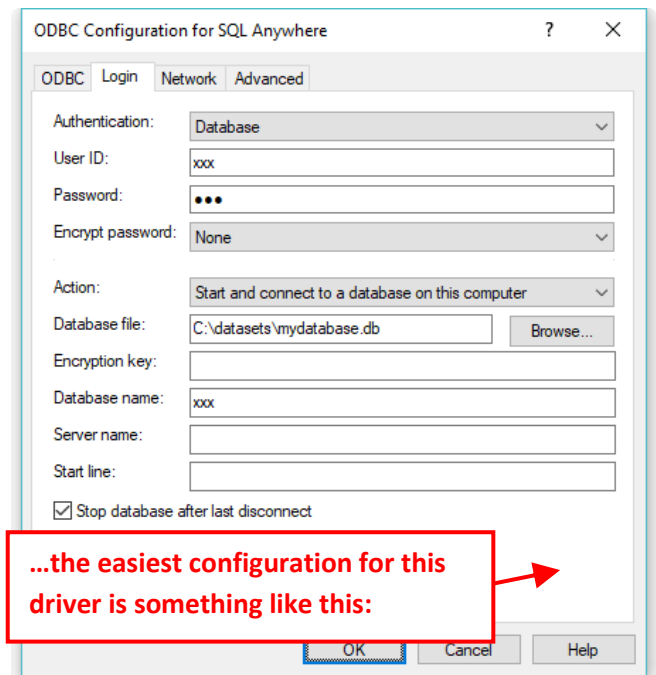 ODBC Configuration for SQL Anywhere ? ×
ODBC Login Network Advanced
Authentication: Database
User ID: xxx
Password: •••
Encrypt password: None
Action: Start and connect to a database on this computer
Database file: C:\datasets\mydatabase.db Browse...
Encryption key:
Database name: xxx
Server name:
Start line:
Stop database after last disconnect
...the easiest configuration for this
driver is something like this:
OK Cancel Help